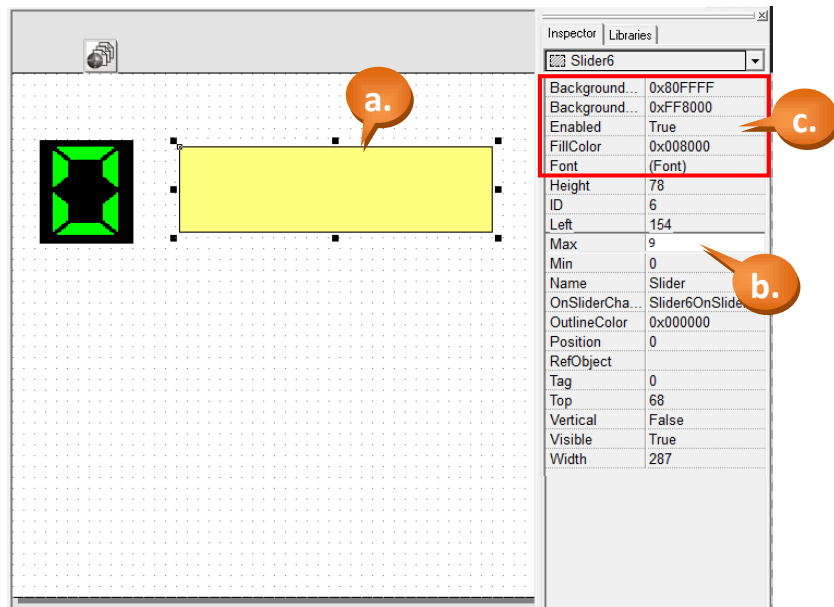 Inspector Libraries
Slider6
a.
Background... 0x80FFFF
Background... 0xFF8000
Enabled True
c.
FillColor 0x008000
Font (Font)
Height 78
ID 6
Left 154
Max 9
Min 0
b.
Name Slider
OnSliderCha... Slider6OnSlide
OutlineColor 0x000000
Position 0
RefObject
Tag 0
Top 68
Vertical False
Visible True
Width 287
0